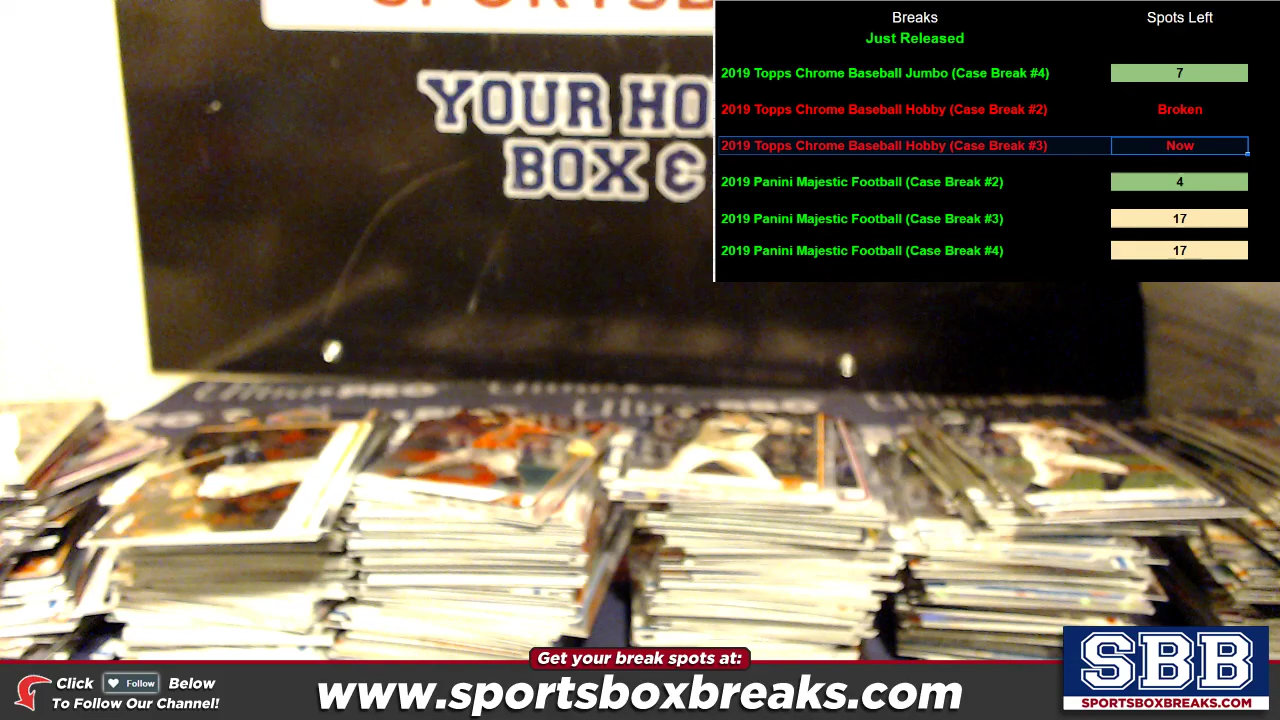 Breaks Spots Left
Just Released
2019 Topps Chrome Baseball Jumbo (Case Break #4) 7
2019 Topps Chrome Baseball Hobby (Case Break #2) Broken
2019 Topps Chrome Baseball Hobby (Case Break #3) Now
2019 Panini Majestic Football (Case Break #2) 4
2019 Panini Majestic Football (Case Break #3) 17
2019 Panini Majestic Football (Case Break #4) 17
YOUR HO
BOX &
Get your break spots at:
Click Follow Below
To Follow Our Channel!
www.sportsboxbreaks.com
SBB
SPORTSBOXBREAKS.COM